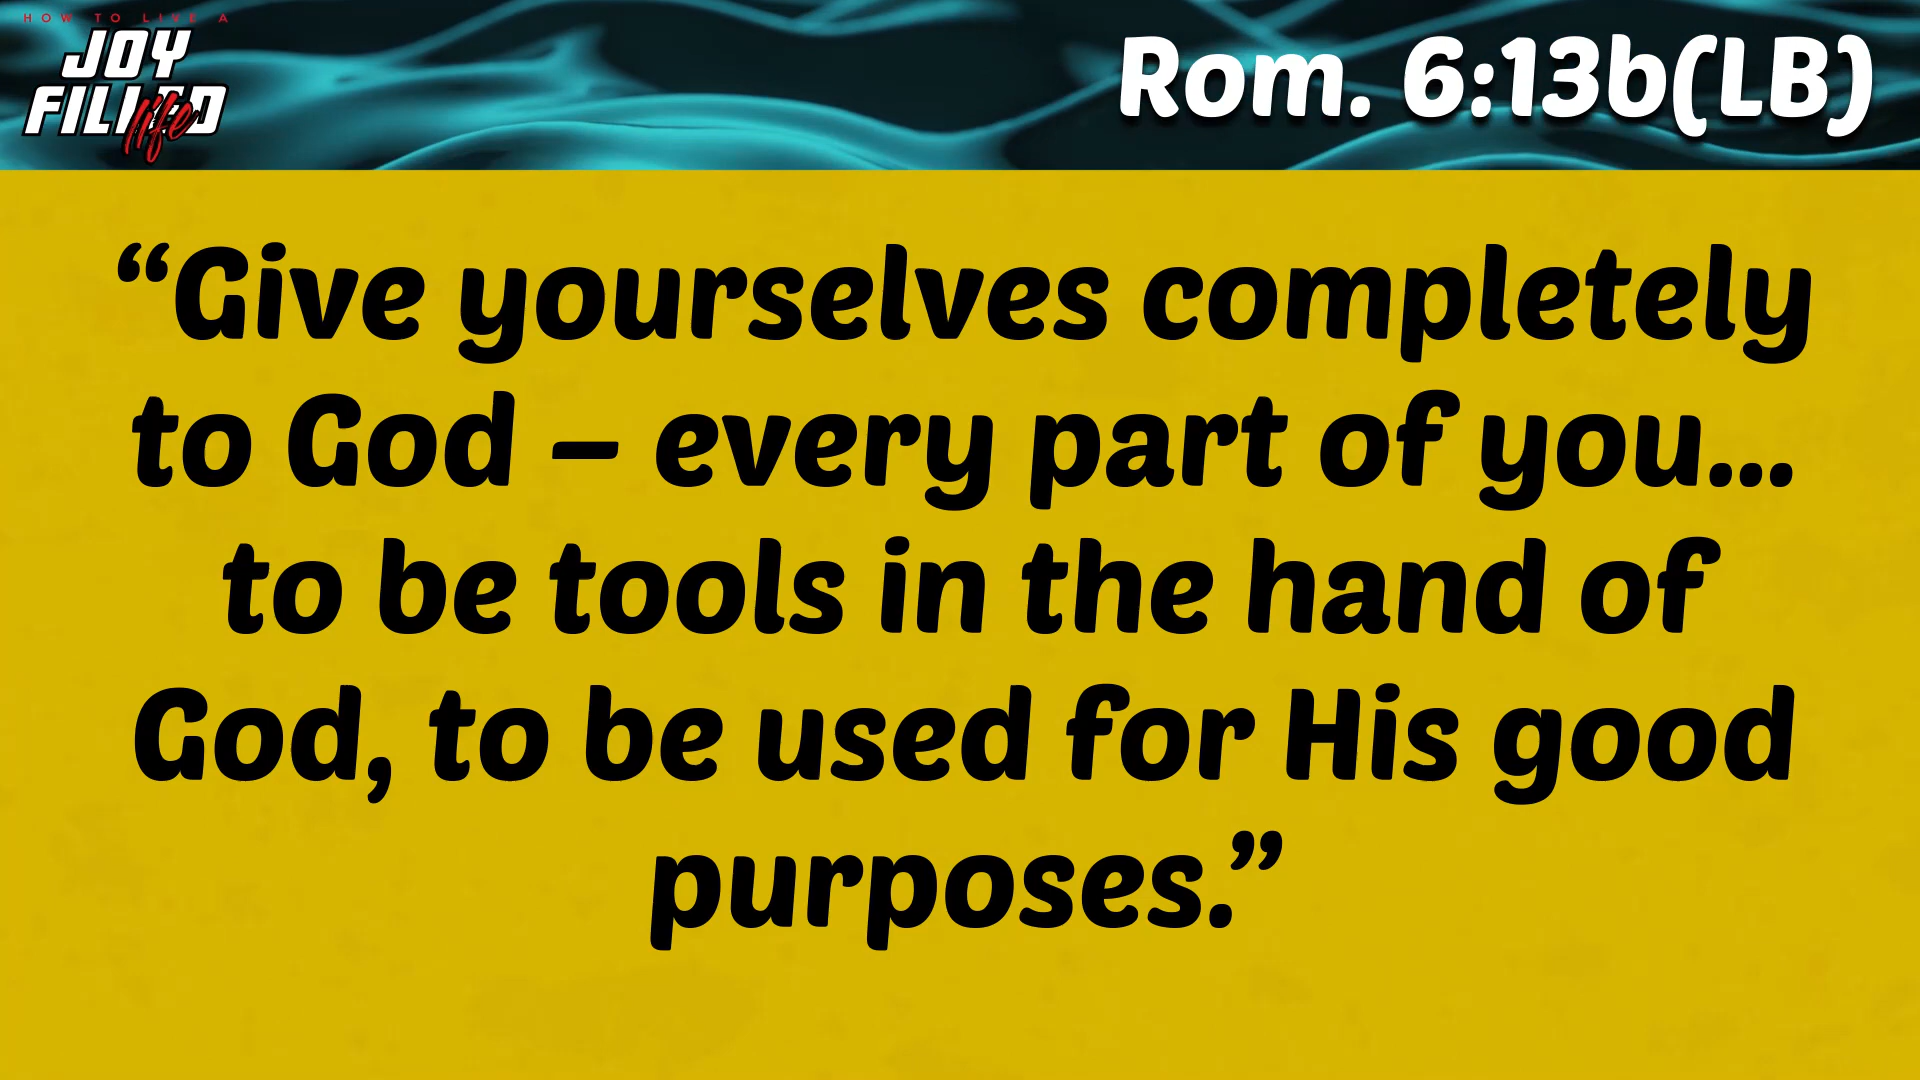 HOW TO LIVE A
JOY
FILLED
life
Rom. 6:13b(LB)
“Give yourselves completely
to God – every part of you...
to be tools in the hand of
God, to be used for His good
purposes.”